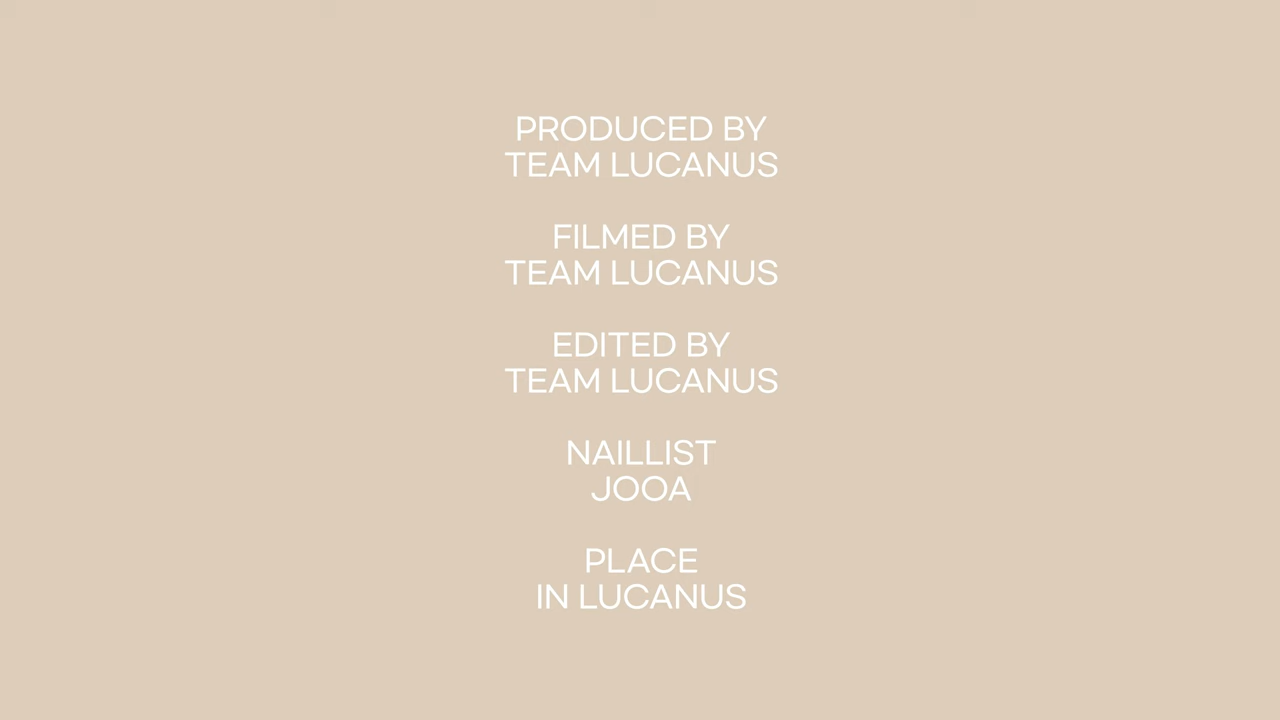 PRODUCED BY
TEAM LUCANUS
FILMED BY
TEAM LUCANUS
EDITED BY
TEAM LUCANUS
NAILLIST
JOOA
PLACE
IN LUCANUS